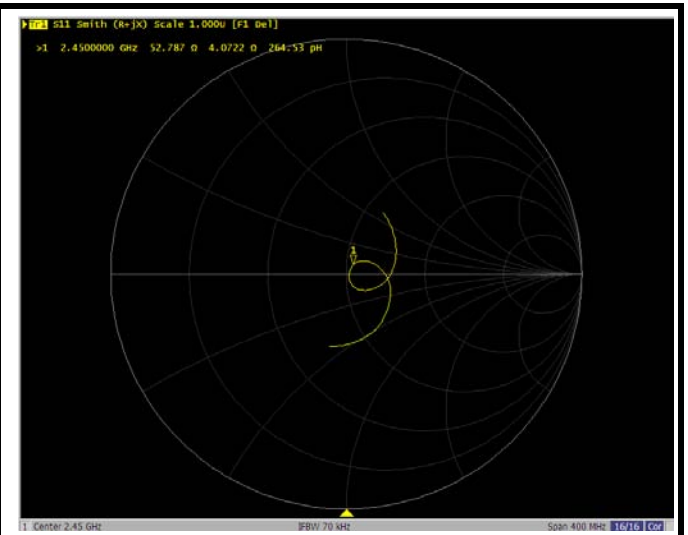 Tr1 S11 Smith (R+jX) Scale 1.000U [F1 Del]
>1 2.4500000 GHz 52.787 Ω 4.0722 Ω 264.53 pH
1
1 Center 2.45 GHz IFBW 70 kHz Span 400 MHz 16/16 Cor